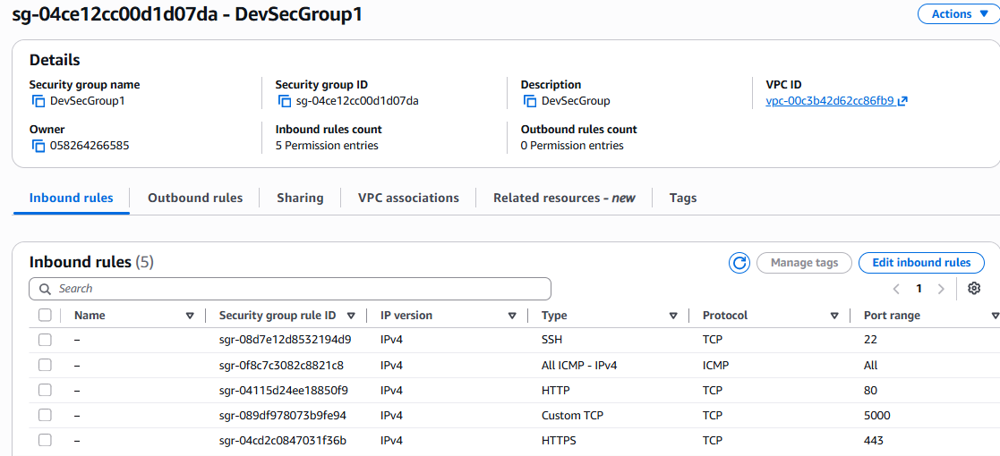 sg-04ce12cc00d1d07da - DevSecGroup1
Actions
Details
Security group name
DevSecGroup1
Security group ID
sg-04ce12cc00d1d07da
Description
DevSecGroup
VPC ID
vpc-00c3b42d62cc86fb9
Owner
058264266585
Inbound rules count
5 Permission entries
Outbound rules count
0 Permission entries
Inbound rules Outbound rules Sharing VPC associations Related resources - new Tags
Inbound rules (5)
Manage tags
Edit inbound rules
Search
1
Name Security group rule ID IP version Type Protocol Port range
– sgr-08d7e12d8532194d9 IPv4 SSH TCP 22
– sgr-0f8c7c3082c8821c8 IPv4 All ICMP - IPv4 ICMP All
– sgr-04115d24ee18850f9 IPv4 HTTP TCP 80
– sgr-089df978073b9fe94 IPv4 Custom TCP TCP 5000
– sgr-04cd2c0847031f36b IPv4 HTTPS TCP 443